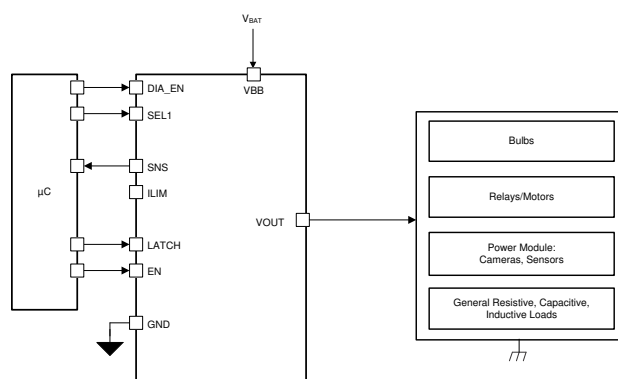 VBAT
VBB
µC
DIA_EN
SEL1
SNS
ILIM
LATCH
EN
GND
VOUT
Bulbs
Relays/Motors
Power Module:
Cameras, Sensors
General Resistive, Capacitive,
Inductive Loads